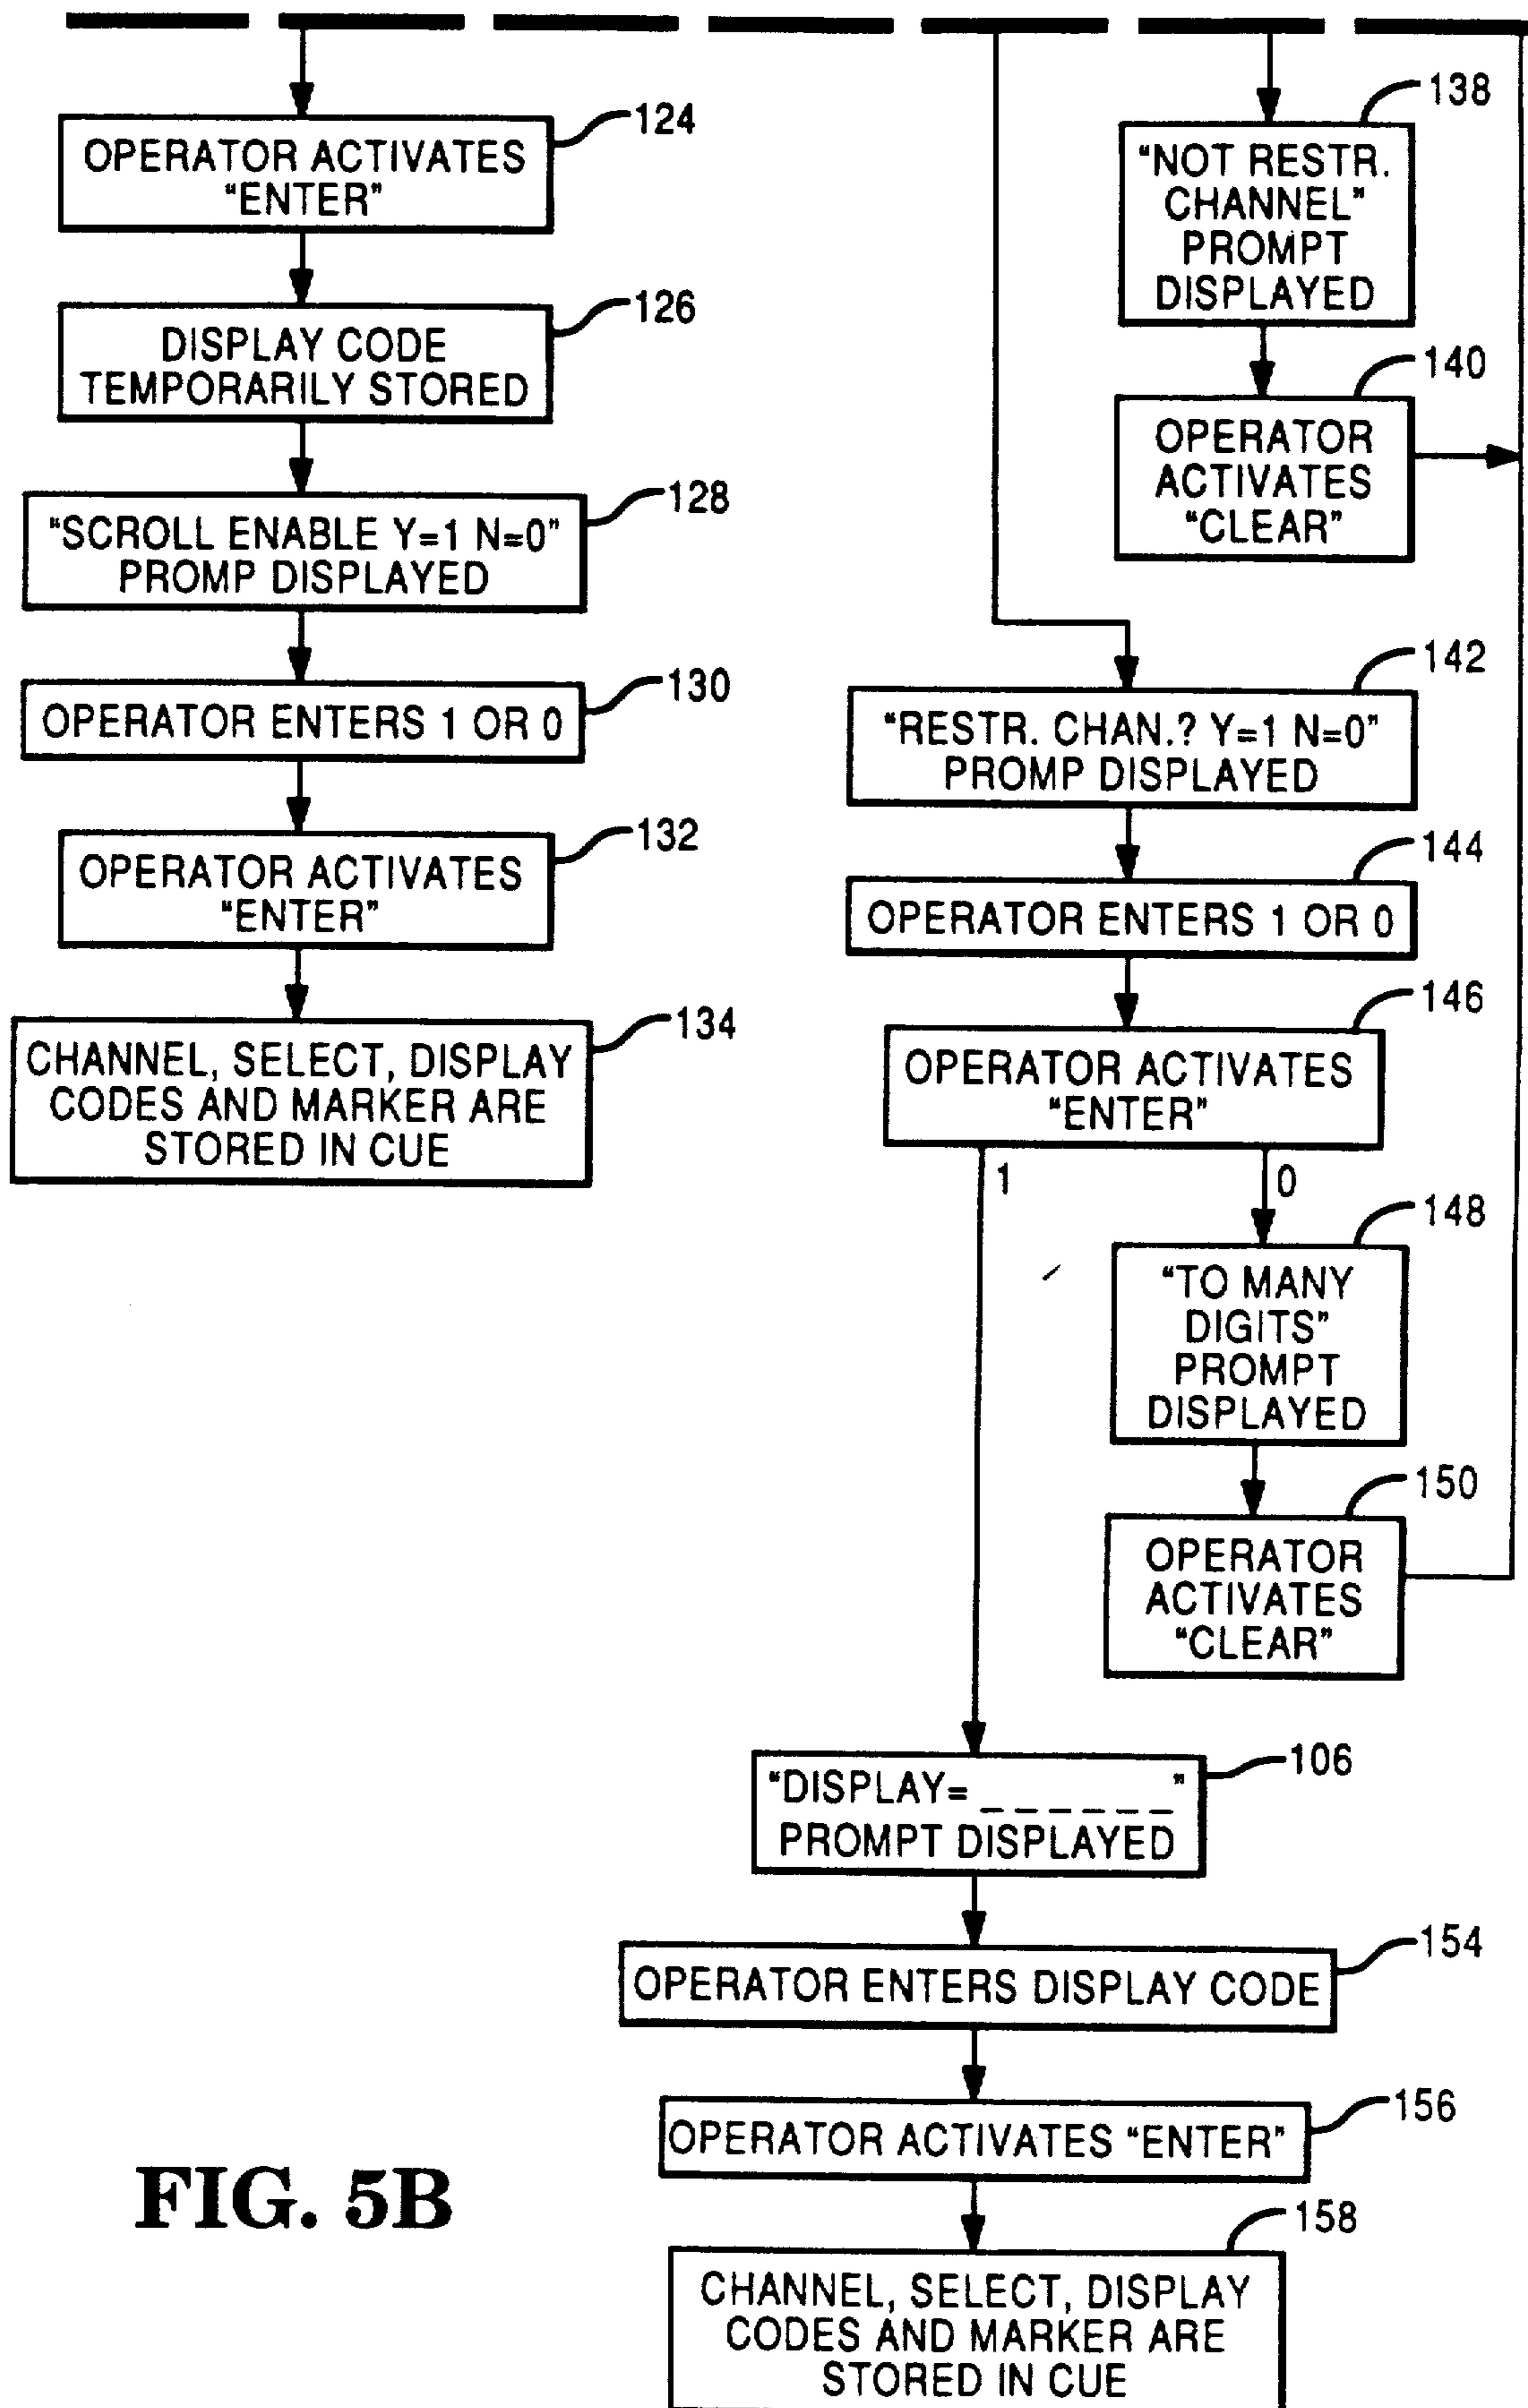 124
OPERATOR ACTIVATES
“ENTER”
126
DISPLAY CODE
TEMPORARILY STORED
128
“SCROLL ENABLE Y=1 N=0”
PROMP DISPLAYED
130
OPERATOR ENTERS 1 OR 0
132
OPERATOR ACTIVATES
“ENTER”
134
CHANNEL, SELECT, DISPLAY
CODES AND MARKER ARE
STORED IN CUE
138
“NOT RESTR.
CHANNEL”
PROMPT
DISPLAYED
140
OPERATOR
ACTIVATES
“CLEAR”
142
“RESTR. CHAN.? Y=1 N=0”
PROMP DISPLAYED
144
OPERATOR ENTERS 1 OR 0
146
OPERATOR ACTIVATES
“ENTER”
1
0
148
“TO MANY
DIGITS”
PROMPT
DISPLAYED
150
OPERATOR
ACTIVATES
“CLEAR”
106
“DISPLAY= _ _ _ _ _ _ ”
PROMPT DISPLAYED
154
OPERATOR ENTERS DISPLAY CODE
156
OPERATOR ACTIVATES “ENTER”
158
CHANNEL, SELECT, DISPLAY
CODES AND MARKER ARE
STORED IN CUE
FIG. 5B